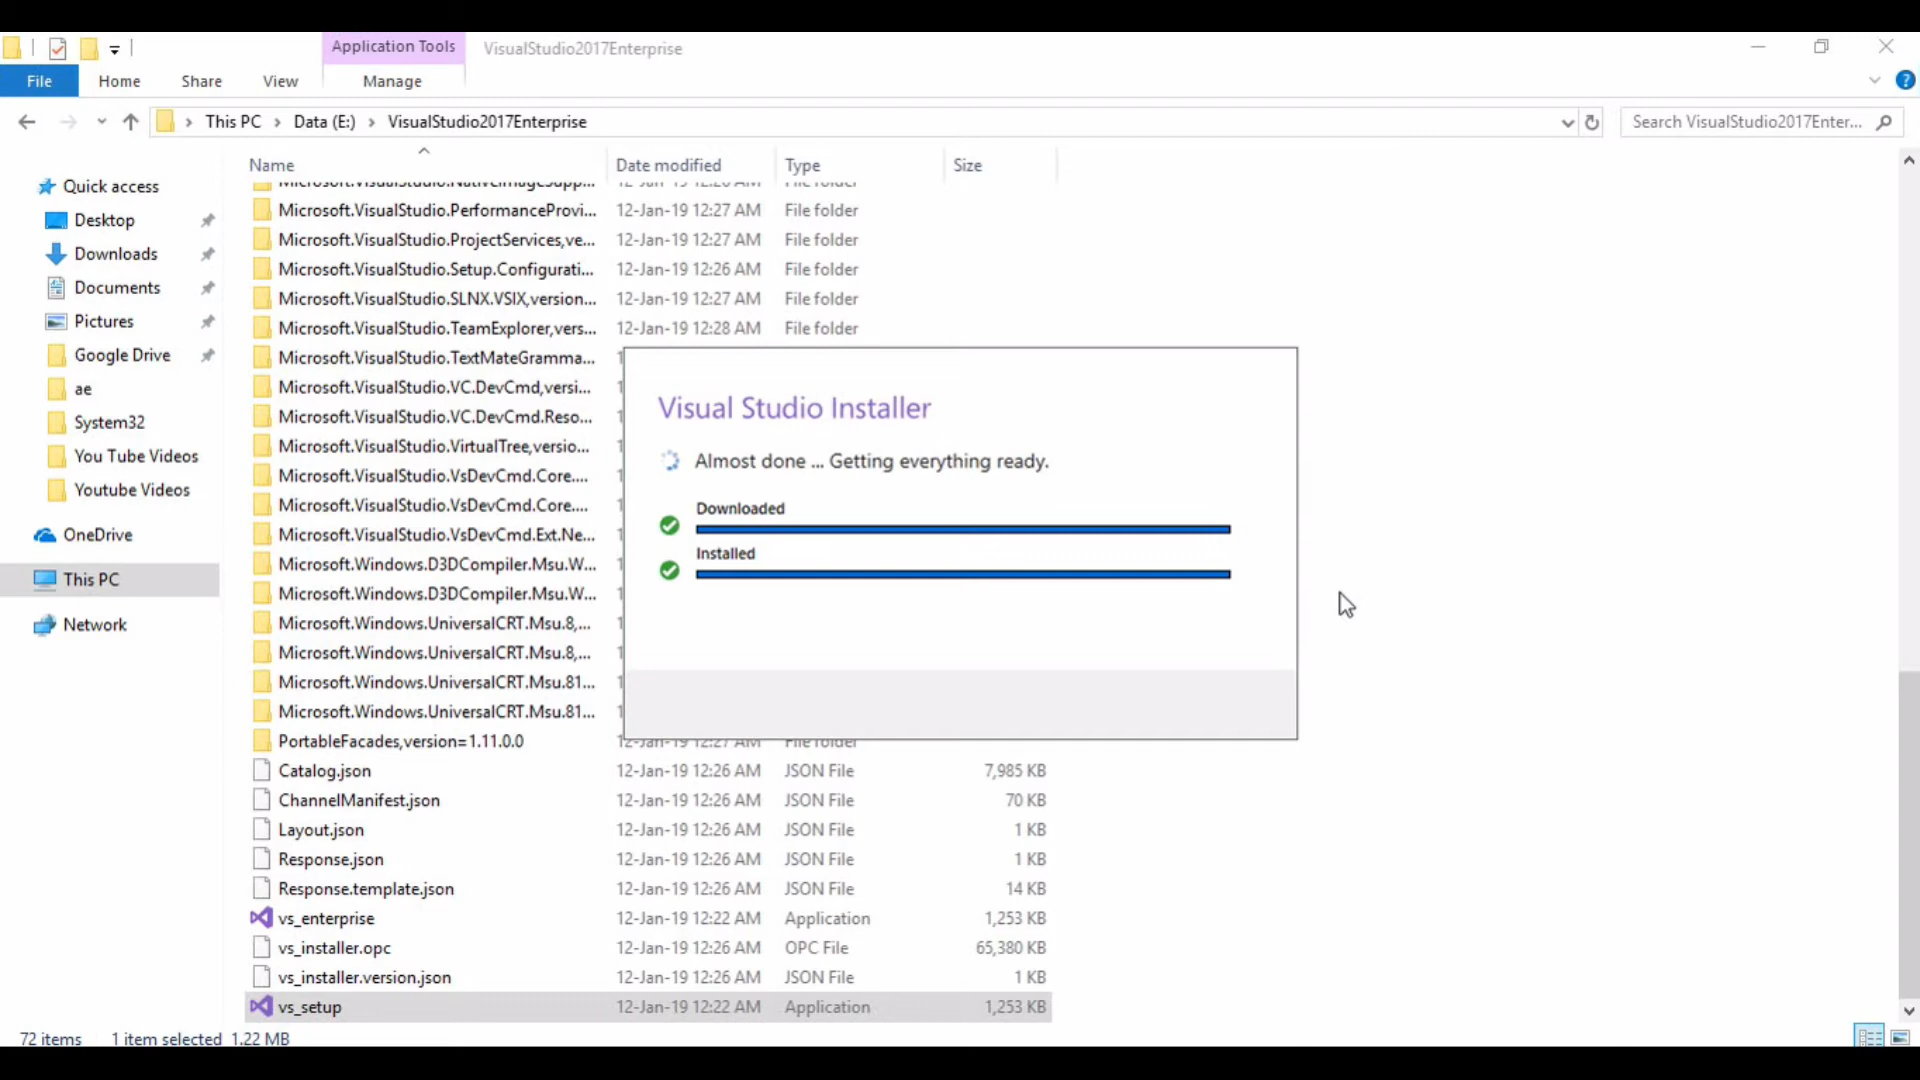 Application Tools
VisualStudio2017Enterprise
File
Home
Share
View
Manage
This PC
Data (E:)
VisualStudio2017Enterprise
Search VisualStudio2017Enter...
Name
Date modified
Type
Size
Quick access
Desktop
Downloads
Documents
Pictures
Google Drive
ae
System32
You Tube Videos
Youtube Videos
OneDrive
This PC
Network
Microsoft.VisualStudio.NativeImageSupp...
Microsoft.VisualStudio.PerformanceProvi... 12-Jan-19 12:27 AM File folder
Microsoft.VisualStudio.ProjectServices,ve... 12-Jan-19 12:27 AM File folder
Microsoft.VisualStudio.Setup.Configurati... 12-Jan-19 12:26 AM File folder
Microsoft.VisualStudio.SLNX.VSIX,version... 12-Jan-19 12:27 AM File folder
Microsoft.VisualStudio.TeamExplorer,vers... 12-Jan-19 12:28 AM File folder
Microsoft.VisualStudio.TextMateGramma...
Microsoft.VisualStudio.VC.DevCmd,versi...
Microsoft.VisualStudio.VC.DevCmd.Reso...
Microsoft.VisualStudio.VirtualTree,versio...
Microsoft.VisualStudio.VsDevCmd.Core....
Microsoft.VisualStudio.VsDevCmd.Core....
Microsoft.VisualStudio.VsDevCmd.Ext.Ne...
Microsoft.Windows.D3DCompiler.Msu.W...
Microsoft.Windows.D3DCompiler.Msu.W...
Microsoft.Windows.UniversalCRT.Msu.8,...
Microsoft.Windows.UniversalCRT.Msu.8,...
Microsoft.Windows.UniversalCRT.Msu.81...
Microsoft.Windows.UniversalCRT.Msu.81...
PortableFacades,version=1.11.0.0 12-Jan-19 12:27 AM File folder
Catalog.json 12-Jan-19 12:26 AM JSON File 7,985 KB
ChannelManifest.json 12-Jan-19 12:26 AM JSON File 70 KB
Layout.json 12-Jan-19 12:26 AM JSON File 1 KB
Response.json 12-Jan-19 12:26 AM JSON File 1 KB
Response.template.json 12-Jan-19 12:26 AM JSON File 14 KB
vs_enterprise 12-Jan-19 12:22 AM Application 1,253 KB
vs_installer.opc 12-Jan-19 12:26 AM OPC File 65,380 KB
vs_installer.version.json 12-Jan-19 12:26 AM JSON File 1 KB
vs_setup 12-Jan-19 12:22 AM Application 1,253 KB
Visual Studio Installer
Almost done ... Getting everything ready.
Downloaded
Installed
72 items 1 item selected 1.22 MB